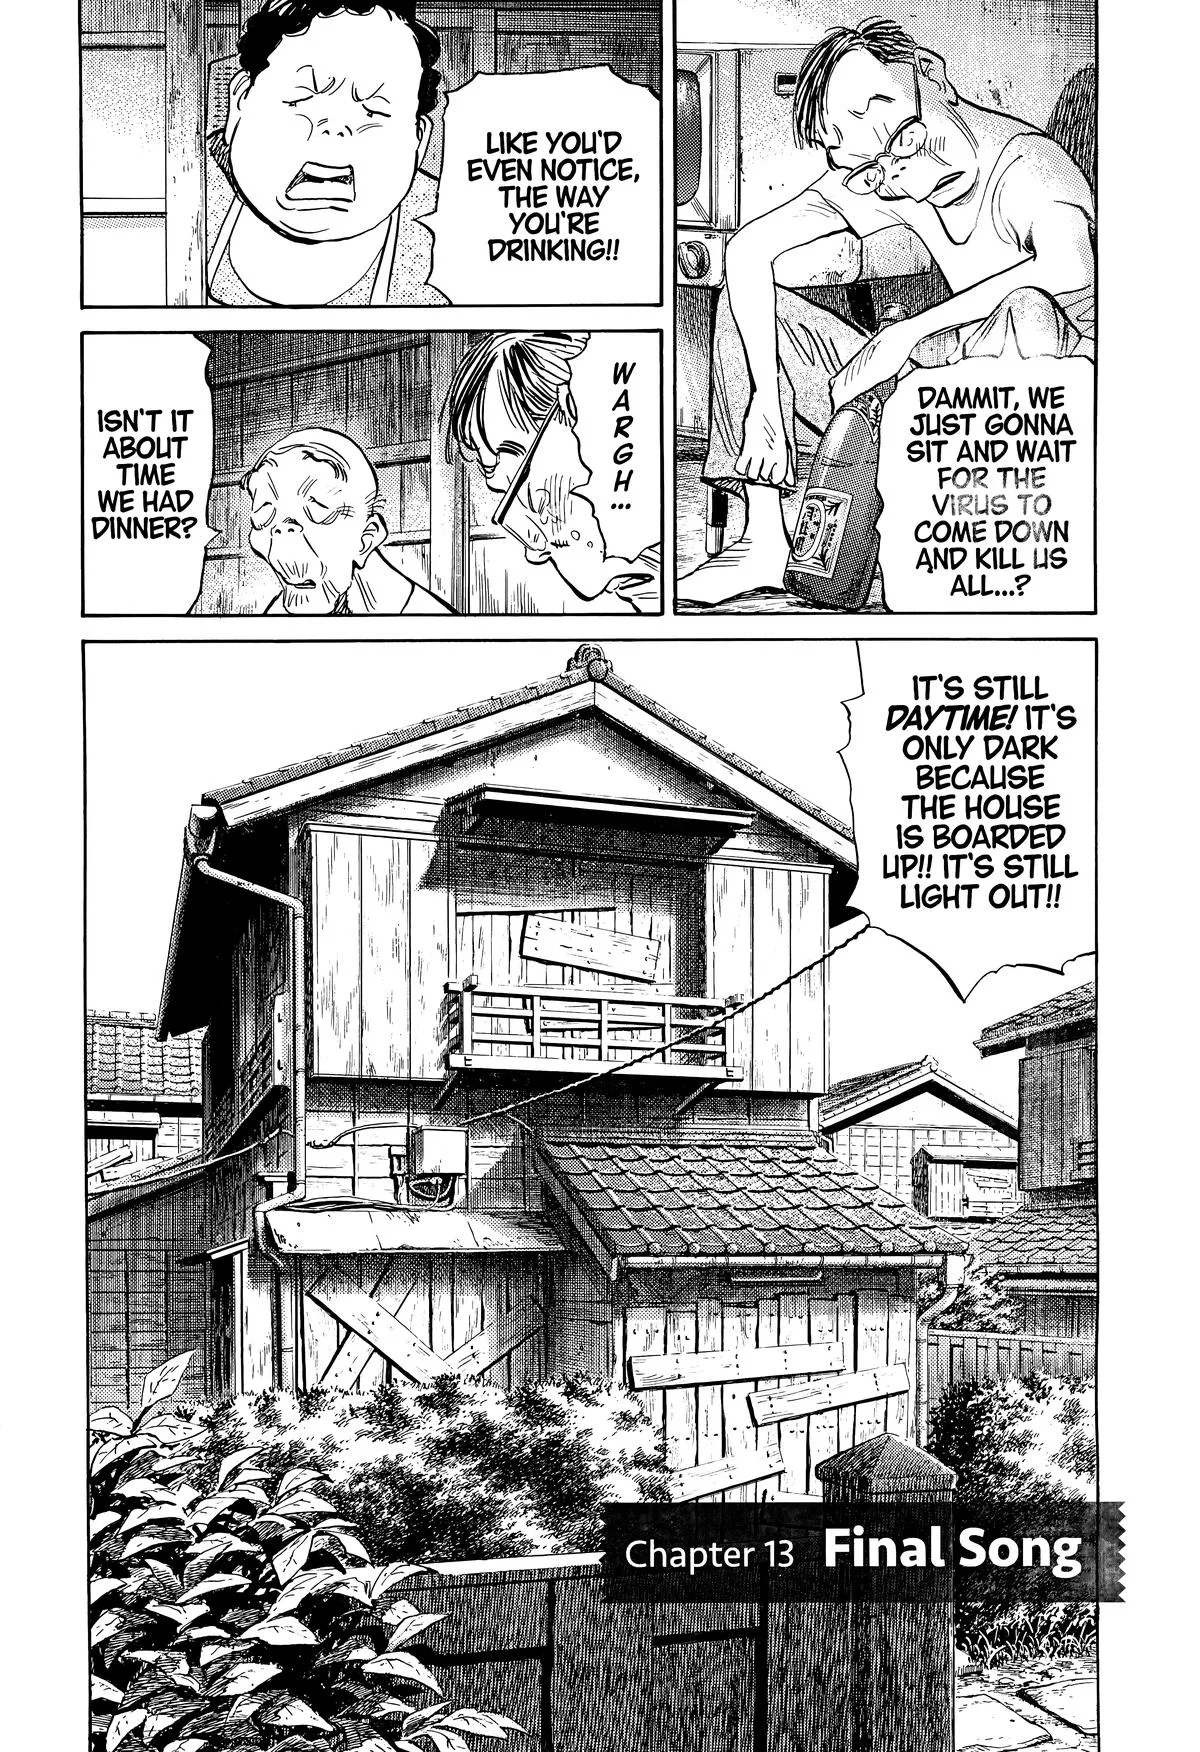 DAMMIT, WE
JUST GONNA
SIT AND WAIT
FOR THE
VIRUS TO
COME DOWN
AND KILL US
ALL...?
LIKE YOU'D
EVEN NOTICE,
THE WAY
YOU'RE
DRINKING!!
WARGH...
ISN'T IT
ABOUT
TIME
WE HAD
DINNER?
IT'S STILL
DAYTIME! IT'S
ONLY DARK
BECAUSE
THE HOUSE
IS BOARDED
UP!! IT'S STILL
LIGHT OUT!!
Chapter 13 Final Song